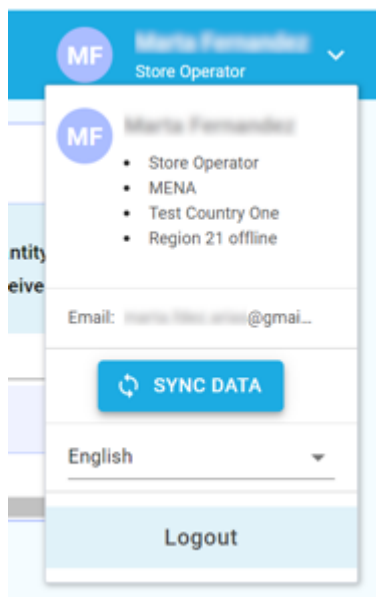 MF
Store Operator
MF
Store Operator
MENA
Test Country One
Region 21 offline
ntity
eive
Email: @gmai...
SYNC DATA
English
Logout